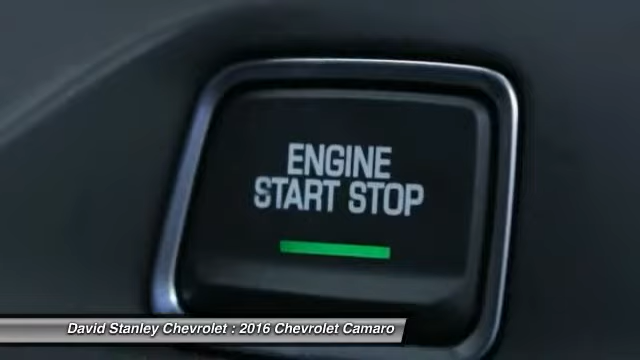 ENGINE
START STOP
David Stanley Chevrolet : 2016 Chevrolet Camaro